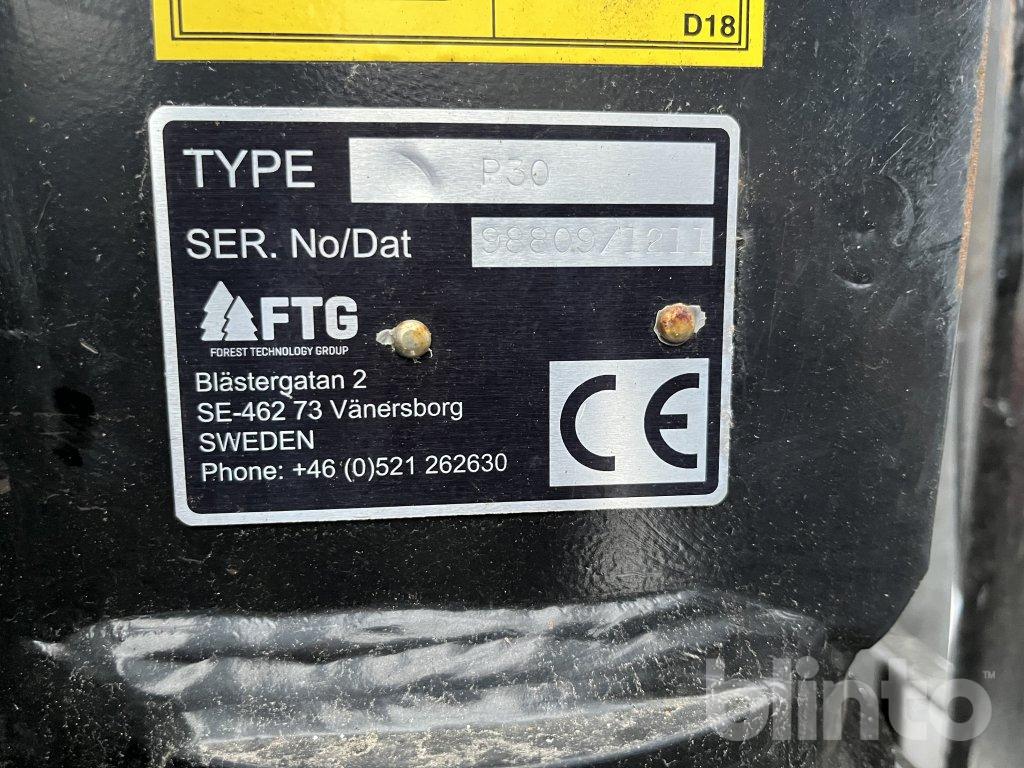 D18
TYPE P30
SER. No/Dat 98809/1211
FTG
FOREST TECHNOLOGY GROUP
Blästergatan 2
SE-462 73 Vänersborg
SWEDEN
Phone: +46 (0)521 262630
CE
blinto™